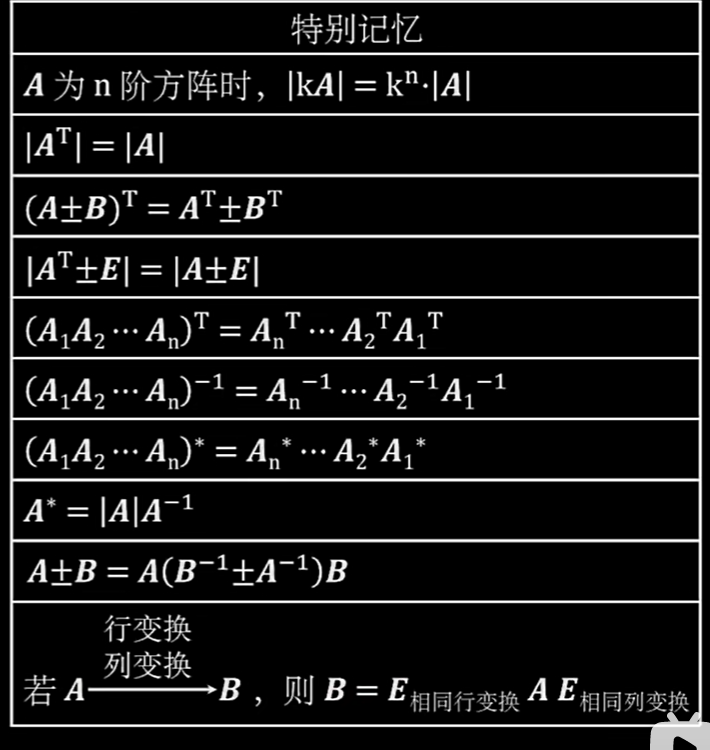 特别记忆
A 为 n 阶方阵时，|kA| = kⁿ·|A|
|Aᵀ| = |A|
(A±B)ᵀ = Aᵀ±Bᵀ
|Aᵀ±E| = |A±E|
(A₁A₂ ⋯ Aₙ)ᵀ = Aₙᵀ ⋯ A₂ᵀA₁ᵀ
(A₁A₂ ⋯ Aₙ)⁻¹ = Aₙ⁻¹ ⋯ A₂⁻¹A₁⁻¹
(A₁A₂ ⋯ Aₙ)* = Aₙ* ⋯ A₂*A₁*
A* = |A|A⁻¹
A±B = A(B⁻¹±A⁻¹)B
行变换
列变换
若 A⟶B ，则 B = E相同行变换 A E相同列变换